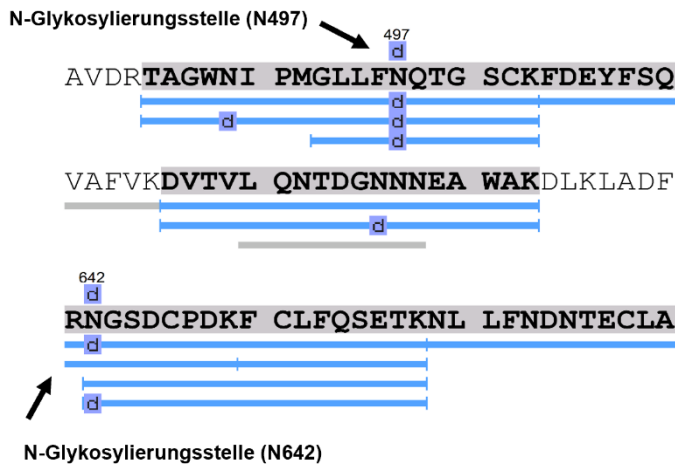 N-Glykosylierungsstelle (N497)
497
d
AVDRTAGWNI PMGLLFNQTG SCKFDEYFSQ
d
d d
d
VAFVKDVTVL QNTDGNNNEA WAKDLKLADF
d
642
d
RNGSDCPDKF CLFQSETKNL LFNDNTECLA
d
d
N-Glykosylierungsstelle (N642)